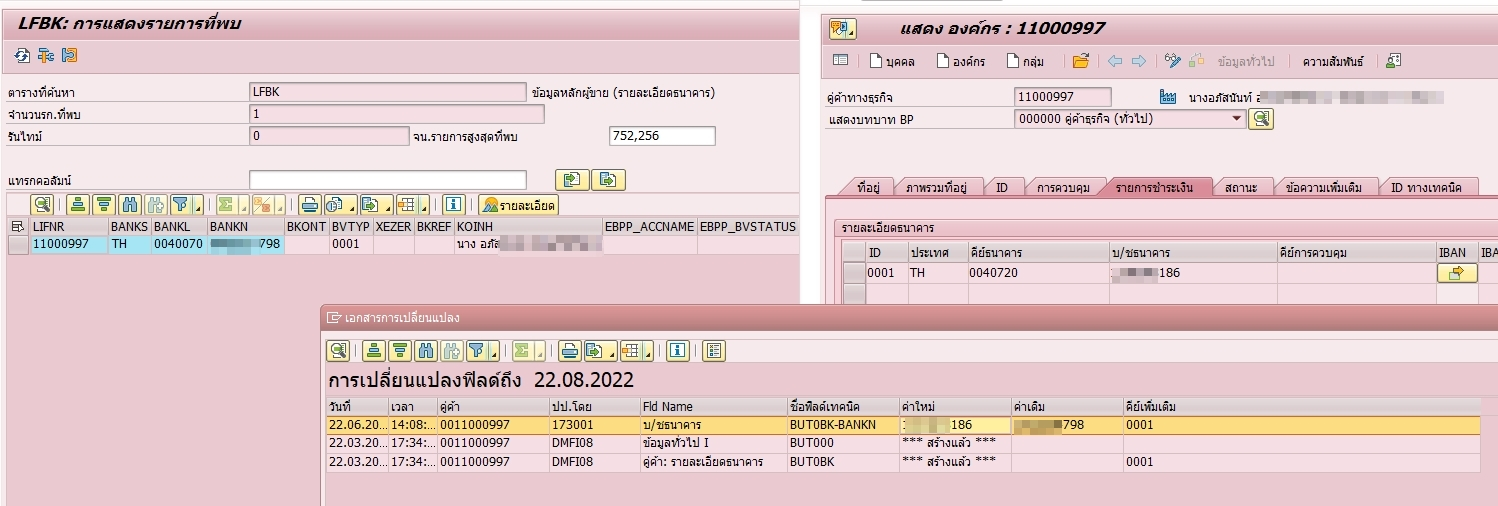 LFBK: การแสดงรายการที่พบ
ตารางที่ค้นหา LFBK ข้อมูลหลักผู้ขาย (รายละเอียดธนาคาร)
จำนวนรก.ที่พบ 1
รันไทม์ 0 จน.รายการสูงสุดที่พบ 752,256
แทรกคอลัมน์
รายละเอียด
LIFNR BANKS BANKL BANKN BKONT BVTYP XEZER BKREF KOINH EBPP_ACCNAME EBPP_BVSTATUS
11000997 TH 0040070 798 0001 นาง อภัส
แสดง องค์กร : 11000997
บุคคล องค์กร กลุ่ม ข้อมูลทั่วไป ความสัมพันธ์
คู่ค้าทางธุรกิจ 11000997 นางอภัสนันท์
แสดงบทบาท BP 000000 คู่ค้าธุรกิจ (ทั่วไป)
ที่อยู่ ภาพรวมที่อยู่ ID การควบคุม รายการชำระเงิน สถานะ ข้อความเพิ่มเติม ID ทางเทคนิค
รายละเอียดธนาคาร
ID ประเทศ คีย์ธนาคาร บ/ชธนาคาร คีย์การควบคุม IBAN IBA
0001 TH 0040720 186
เอกสารการเปลี่ยนแปลง
การเปลี่ยนแปลงฟิลด์ถึง 22.08.2022
วันที่ เวลา คู่ค้า ปป.โดย Fld Name ชื่อฟิลด์เทคนิค ค่าใหม่ ค่าเดิม คีย์เพิ่มเติม
22.06.20... 14:08:... 0011000997 173001 บ/ชธนาคาร BUT0BK-BANKN 186 798 0001
22.03.20... 17:34:... 0011000997 DMFI08 ข้อมูลทั่วไป I BUT000 *** สร้างแล้ว ***
22.03.20... 17:34:... 0011000997 DMFI08 คู่ค้า: รายละเอียดธนาคาร BUT0BK *** สร้างแล้ว *** 0001